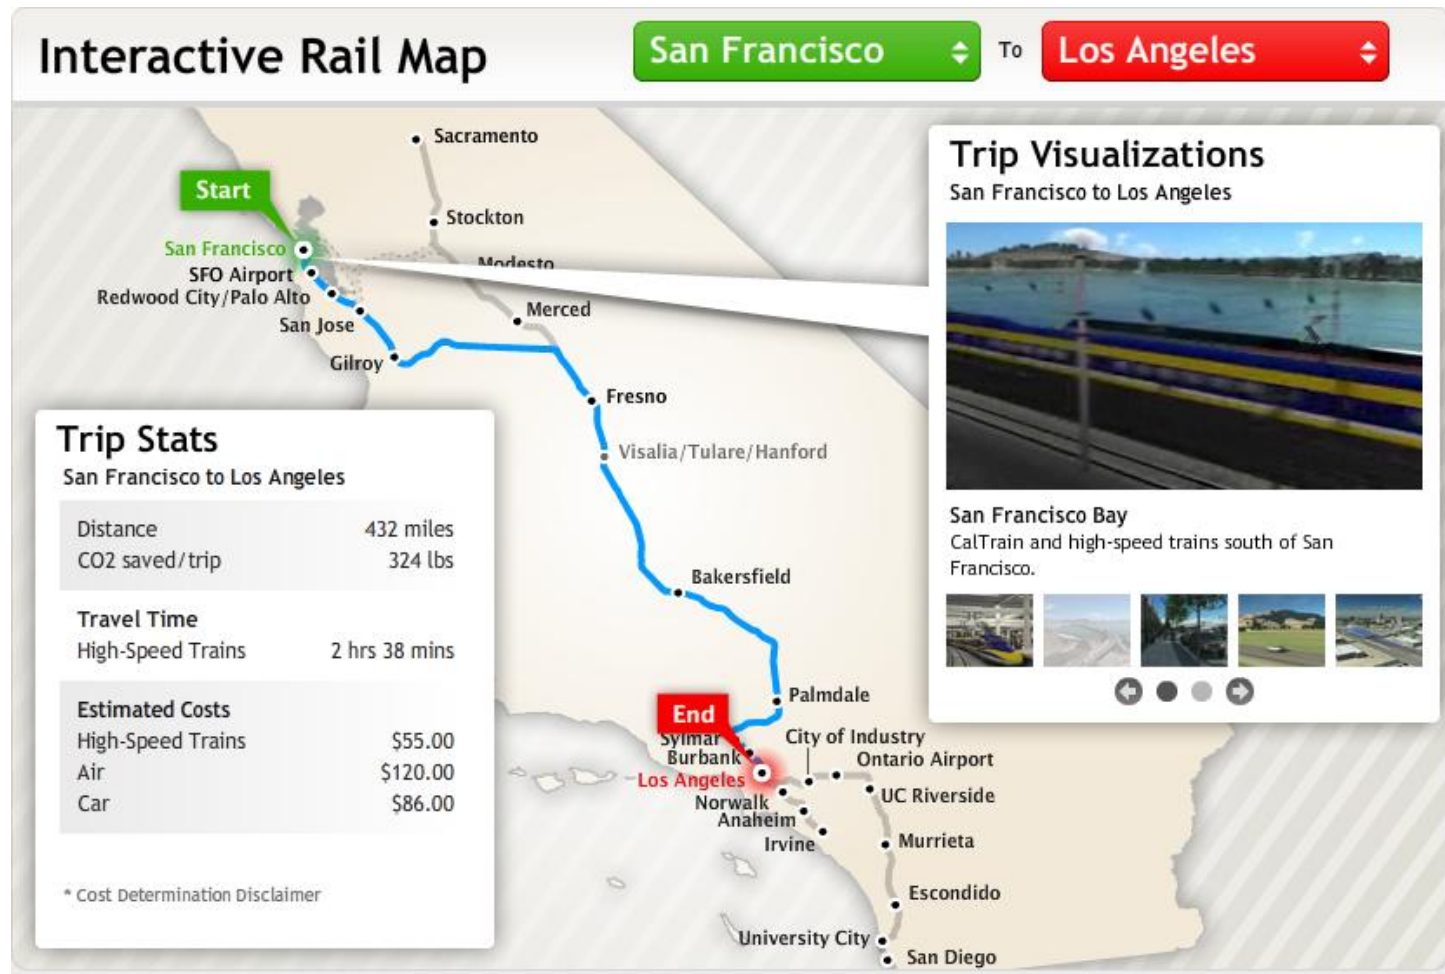 Interactive Rail Map
San Francisco
To
Los Angeles
Sacramento
Start
Stockton
San Francisco
Modesto
SFO Airport
Redwood City/Palo Alto
Merced
San Jose
Gilroy
Fresno
Visalia/Tulare/Hanford
Bakersfield
Palmdale
End
Sylmar
City of Industry
Burbank
Ontario Airport
Los Angeles
Norwalk
UC Riverside
Anaheim
Irvine
Murrieta
Escondido
University City
San Diego
Trip Stats
San Francisco to Los Angeles
Distance 432 miles
CO2 saved/trip 324 lbs
Travel Time
High-Speed Trains 2 hrs 38 mins
Estimated Costs
High-Speed Trains $55.00
Air $120.00
Car $86.00
* Cost Determination Disclaimer
Trip Visualizations
San Francisco to Los Angeles
San Francisco Bay
CalTrain and high-speed trains south of San
Francisco.